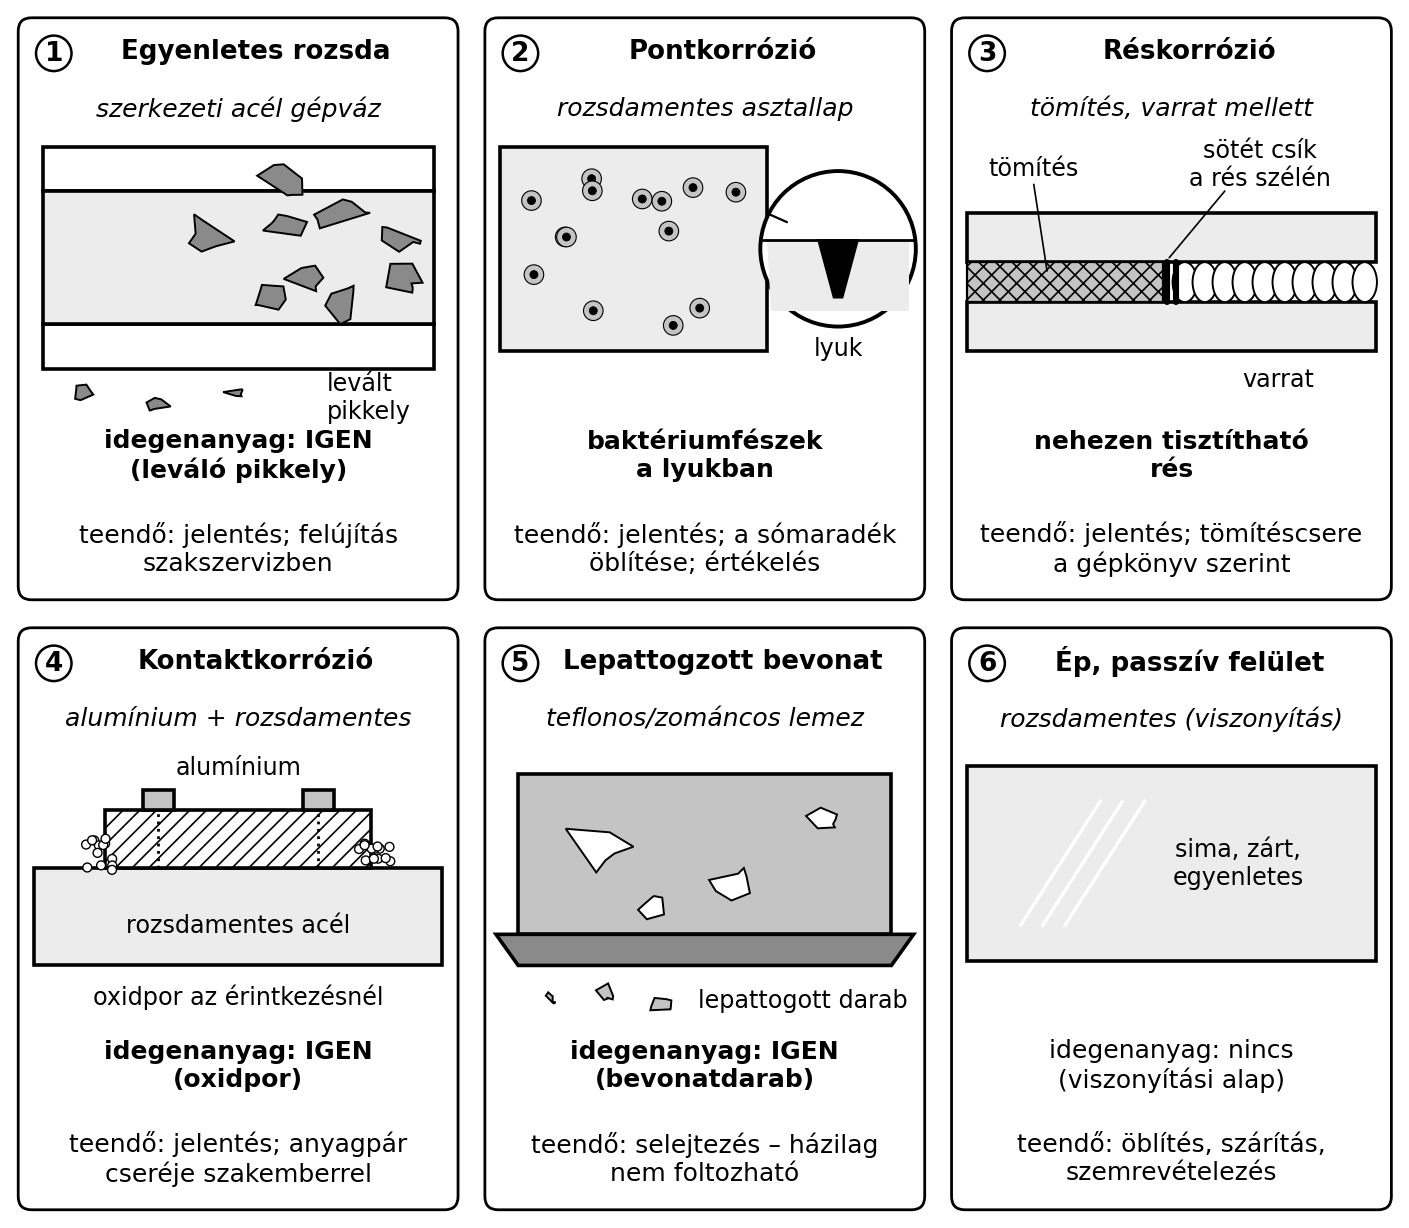 1 Egyenletes rozsda
szerkezeti acél gépváz
levált
pikkely
idegenanyag: IGEN
(leváló pikkely)
teendő: jelentés; felújítás
szakszervizben
2 Pontkorrózió
rozsdamentes asztallap
lyuk
baktériumfészek
a lyukban
teendő: jelentés; a sómaradék
öblítése; értékelés
3 Réskorrózió
tömítés, varrat mellett
tömítés
sötét csík
a rés szélén
varrat
nehezen tisztítható
rés
teendő: jelentés; tömítéscsere
a gépkönyv szerint
4 Kontaktkorrózió
alumínium + rozsdamentes
alumínium
rozsdamentes acél
oxidpor az érintkezésnél
idegenanyag: IGEN
(oxidpor)
teendő: jelentés; anyagpár
cseréje szakemberrel
5 Lepattogzott bevonat
teflonos/zománcos lemez
lepattogott darab
idegenanyag: IGEN
(bevonatdarab)
teendő: selejtezés – házilag
nem foltozható
6 Ép, passzív felület
rozsdamentes (viszonyítás)
sima, zárt,
egyenletes
idegenanyag: nincs
(viszonyítási alap)
teendő: öblítés, szárítás,
szemrevételezés